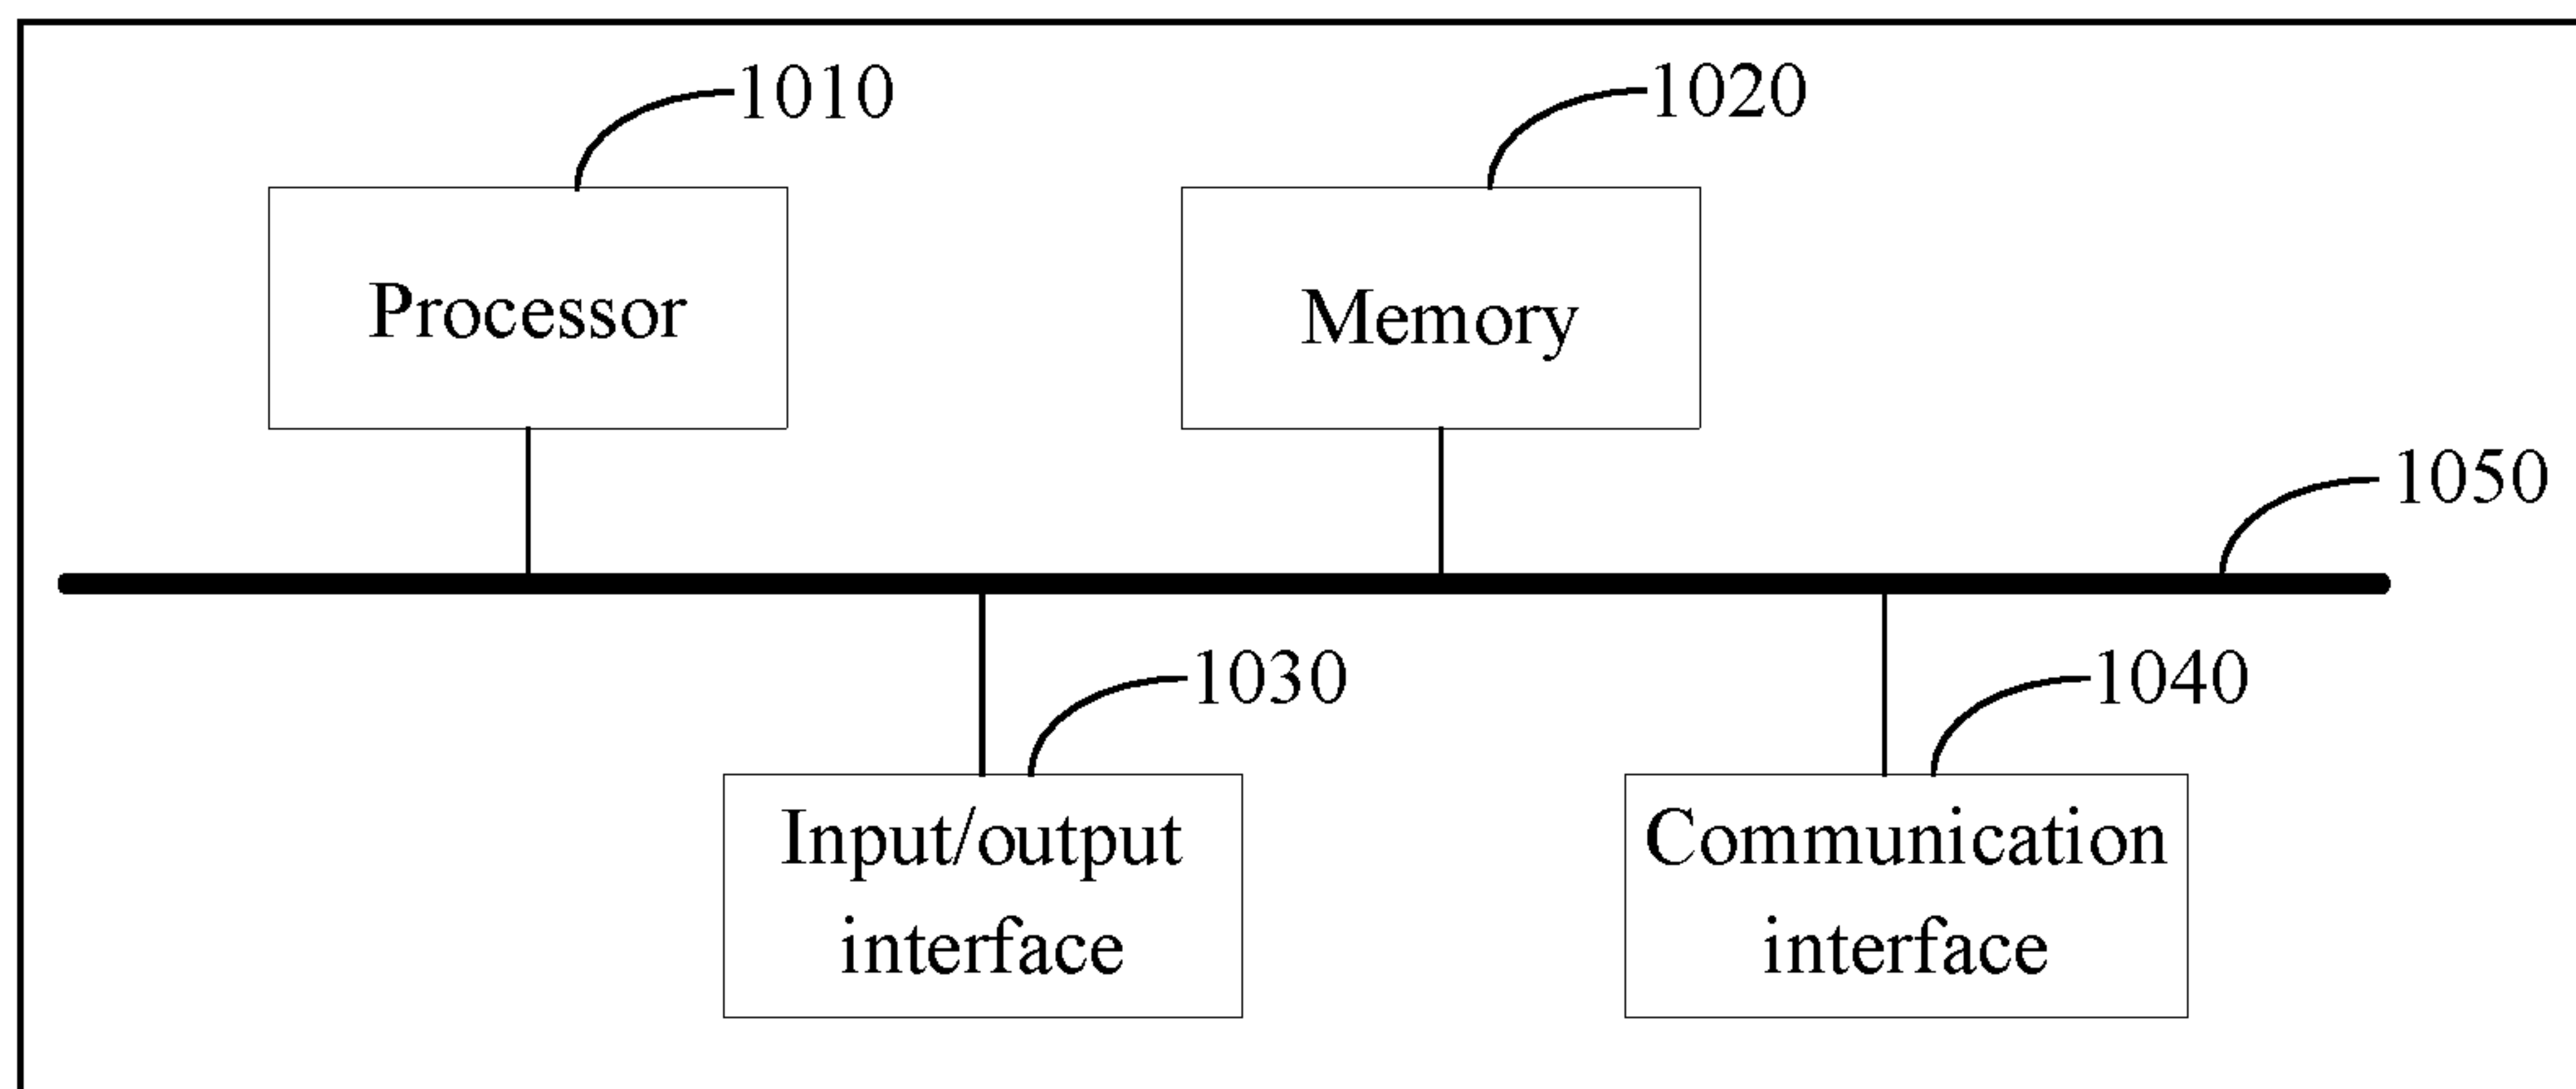 1010
1020
Processor
Memory
1050
1030
1040
Input/output
interface
Communication
interface